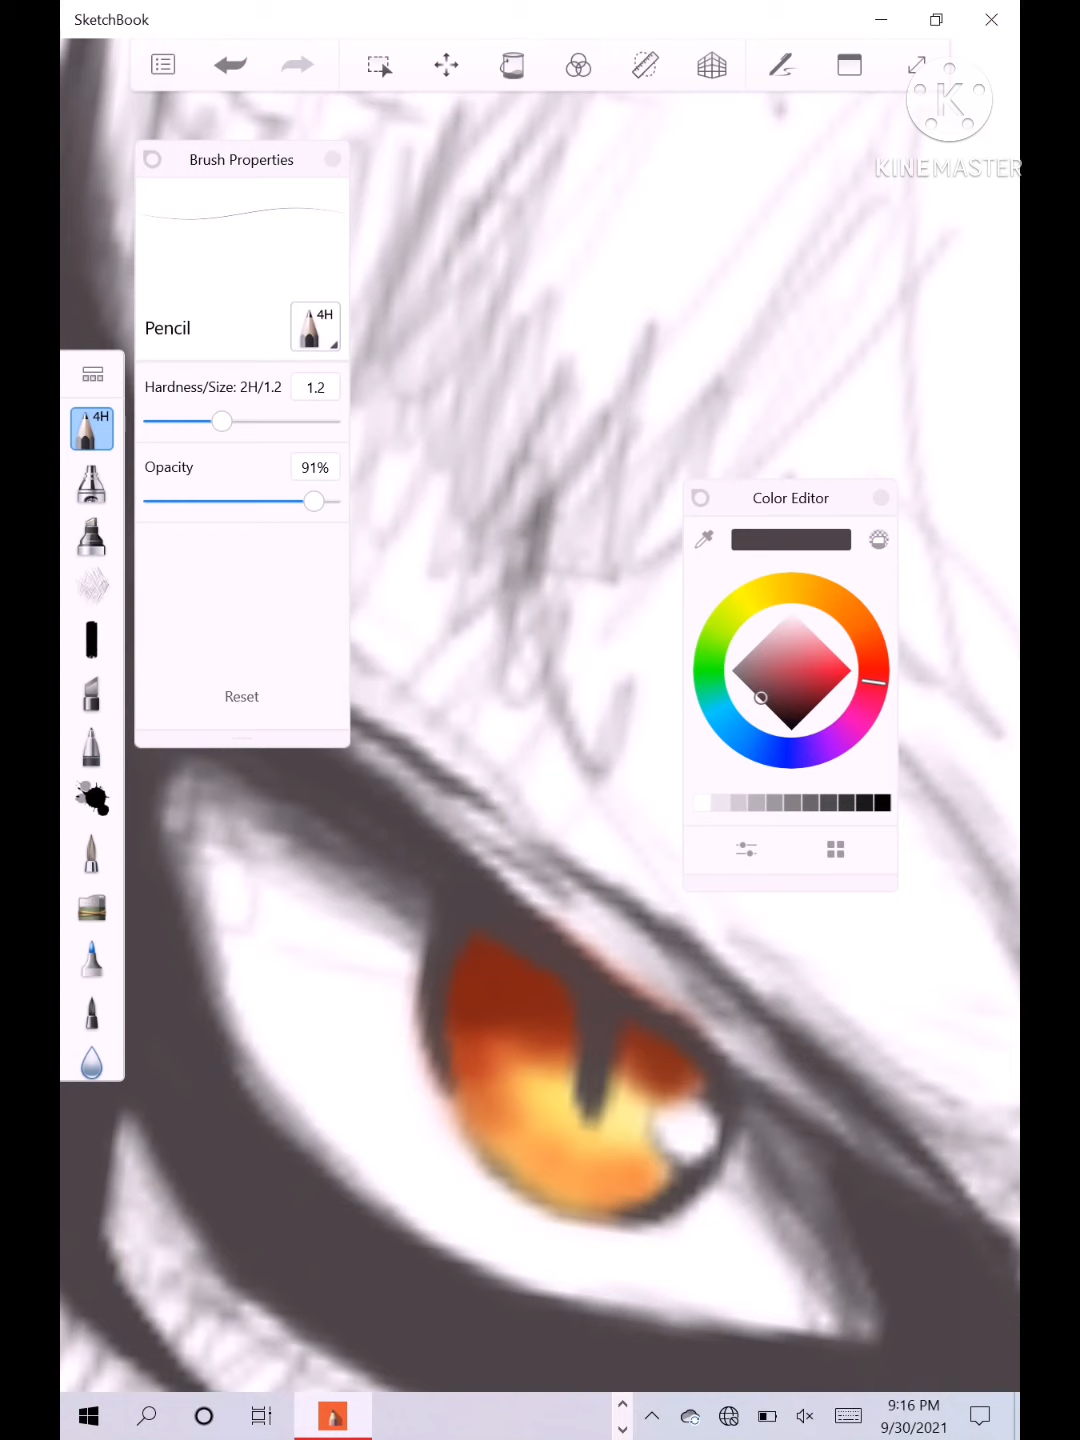 SketchBook
K
KINEMASTER
Brush Properties
4H
Pencil
Hardness/Size: 2H/1.2
1.2
4H
Opacity
91%
Color Editor
Reset
9:16 PM
9/30/2021